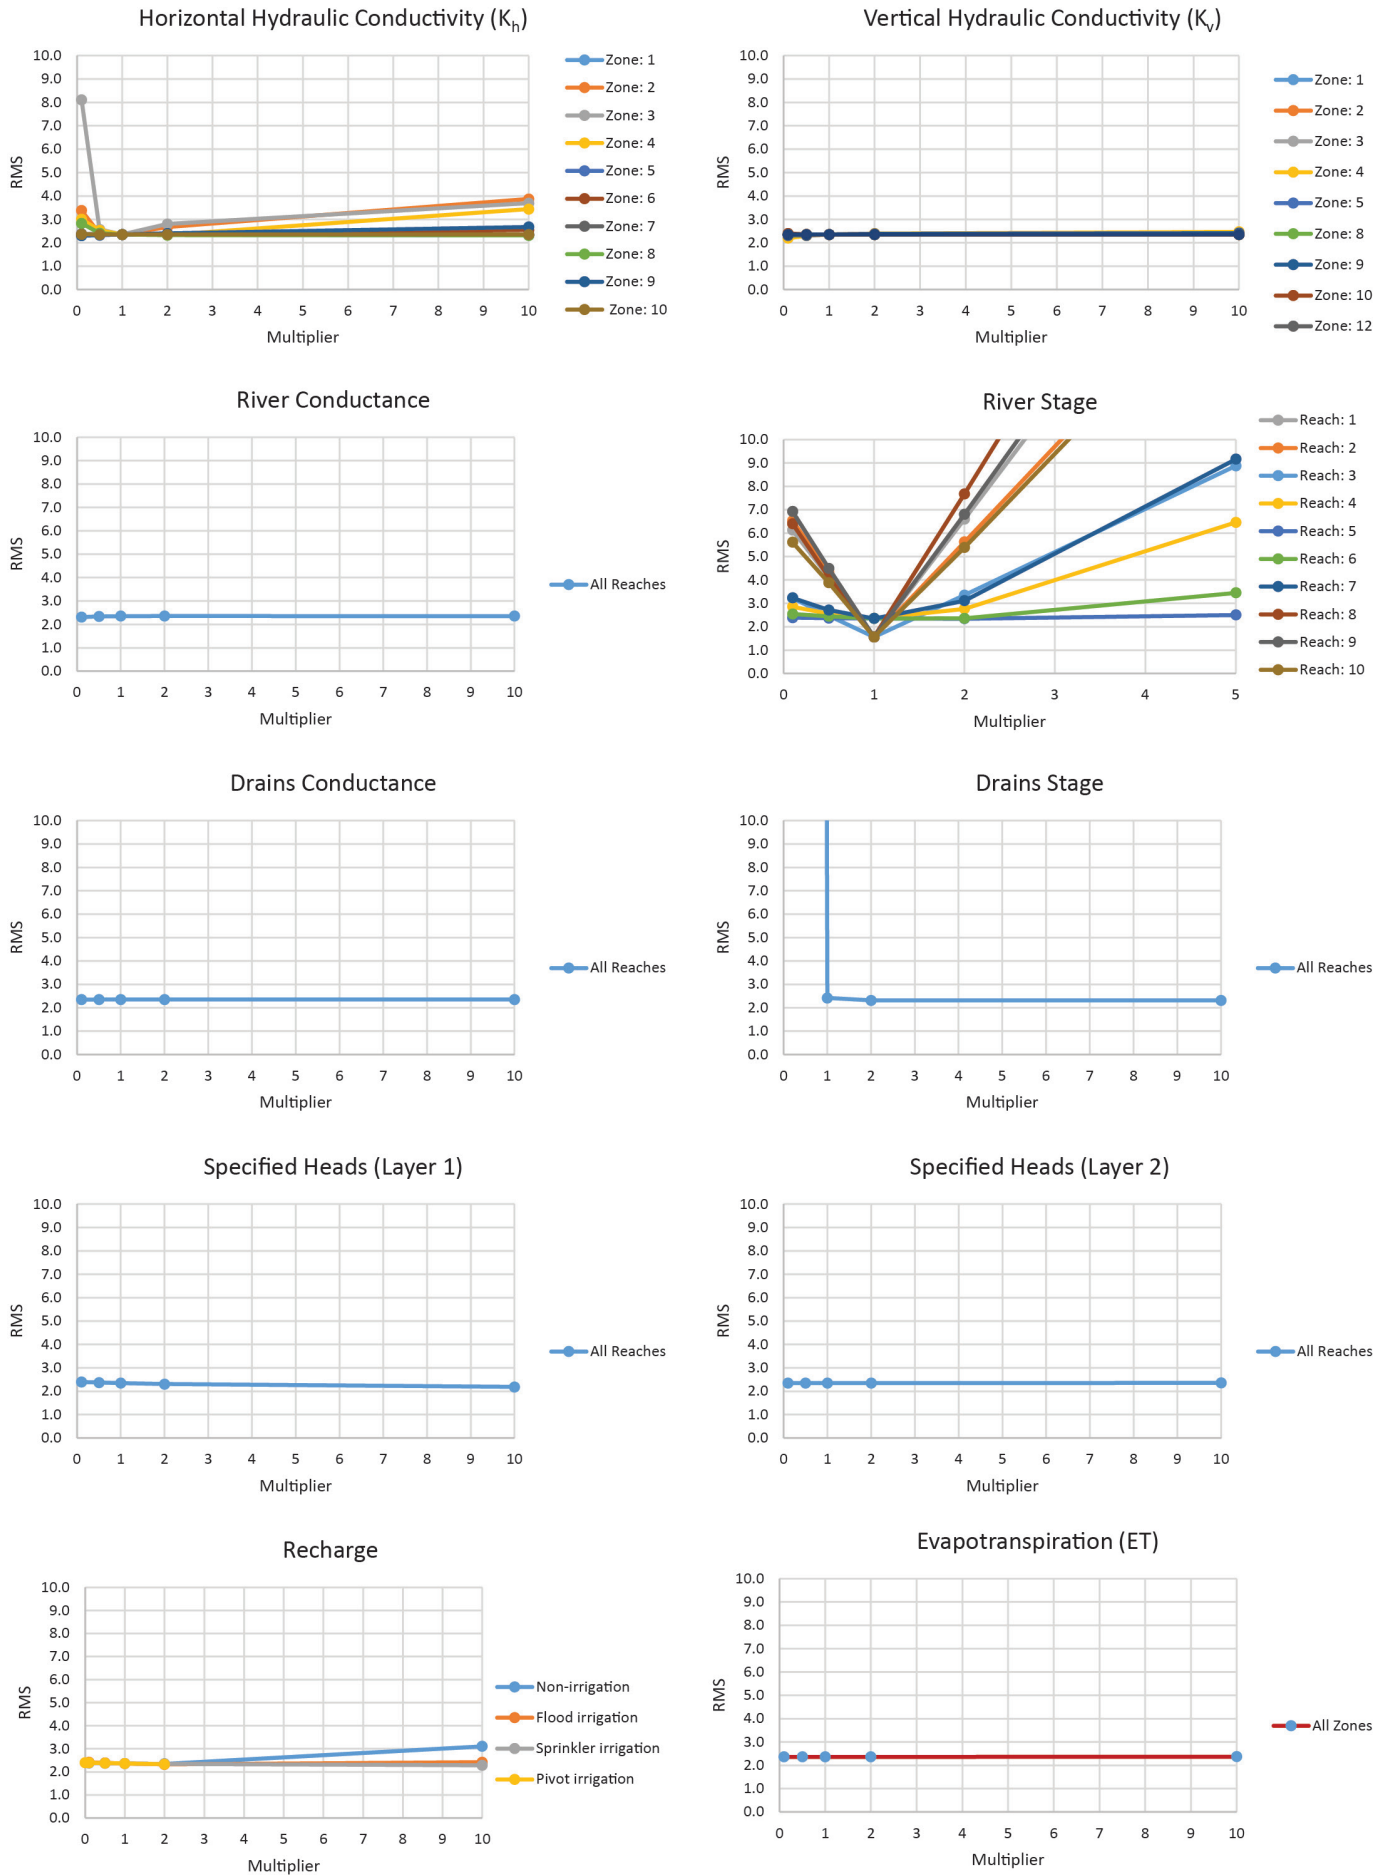 Horizontal Hydraulic Conductivity (Kh)
10.0
9.0
8.0
7.0
6.0
5.0
4.0
3.0
2.0
1.0
0.0
RMS
0 1 2 3 4 5 6 7 8 9 10
Multiplier
Zone: 1
Zone: 2
Zone: 3
Zone: 4
Zone: 5
Zone: 6
Zone: 7
Zone: 8
Zone: 9
Zone: 10
Vertical Hydraulic Conductivity (Kv)
10.0
9.0
8.0
7.0
6.0
5.0
4.0
3.0
2.0
1.0
0.0
RMS
0 1 2 3 4 5 6 7 8 9 10
Multiplier
Zone: 1
Zone: 2
Zone: 3
Zone: 4
Zone: 5
Zone: 8
Zone: 9
Zone: 10
Zone: 12
River Conductance
10.0
9.0
8.0
7.0
6.0
5.0
4.0
3.0
2.0
1.0
0.0
RMS
0 1 2 3 4 5 6 7 8 9 10
Multiplier
All Reaches
River Stage
10.0
9.0
8.0
7.0
6.0
5.0
4.0
3.0
2.0
1.0
0.0
RMS
0 1 2 3 4 5
Multiplier
Reach: 1
Reach: 2
Reach: 3
Reach: 4
Reach: 5
Reach: 6
Reach: 7
Reach: 8
Reach: 9
Reach: 10
Drains Conductance
10.0
9.0
8.0
7.0
6.0
5.0
4.0
3.0
2.0
1.0
0.0
RMS
0 1 2 3 4 5 6 7 8 9 10
Multiplier
All Reaches
Drains Stage
10.0
9.0
8.0
7.0
6.0
5.0
4.0
3.0
2.0
1.0
0.0
RMS
0 1 2 3 4 5 6 7 8 9 10
Multiplier
All Reaches
Specified Heads (Layer 1)
10.0
9.0
8.0
7.0
6.0
5.0
4.0
3.0
2.0
1.0
0.0
RMS
0 1 2 3 4 5 6 7 8 9 10
Multiplier
All Reaches
Specified Heads (Layer 2)
10.0
9.0
8.0
7.0
6.0
5.0
4.0
3.0
2.0
1.0
0.0
RMS
0 1 2 3 4 5 6 7 8 9 10
Multiplier
All Reaches
Recharge
10.0
9.0
8.0
7.0
6.0
5.0
4.0
3.0
2.0
1.0
0.0
RMS
0 1 2 3 4 5 6 7 8 9 10
Multiplier
Non-irrigation
Flood irrigation
Sprinkler irrigation
Pivot irrigation
Evapotranspiration (ET)
10.0
9.0
8.0
7.0
6.0
5.0
4.0
3.0
2.0
1.0
0.0
RMS
0 1 2 3 4 5 6 7 8 9 10
Multiplier
All Zones